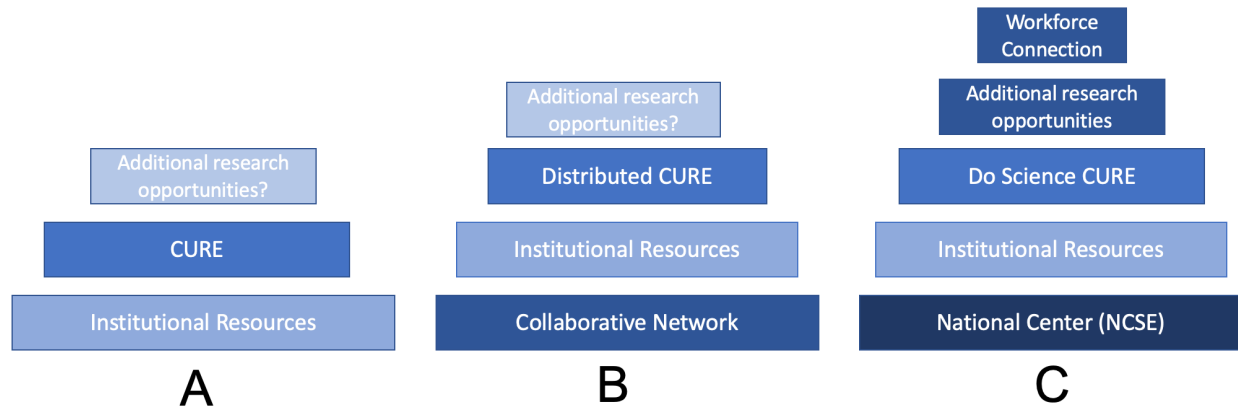 Additional research
opportunities?
CURE
Institutional Resources
A
Additional research
opportunities?
Distributed CURE
Institutional Resources
Collaborative Network
B
Workforce
Connection
Additional research
opportunities
Do Science CURE
Institutional Resources
National Center (NCSE)
C